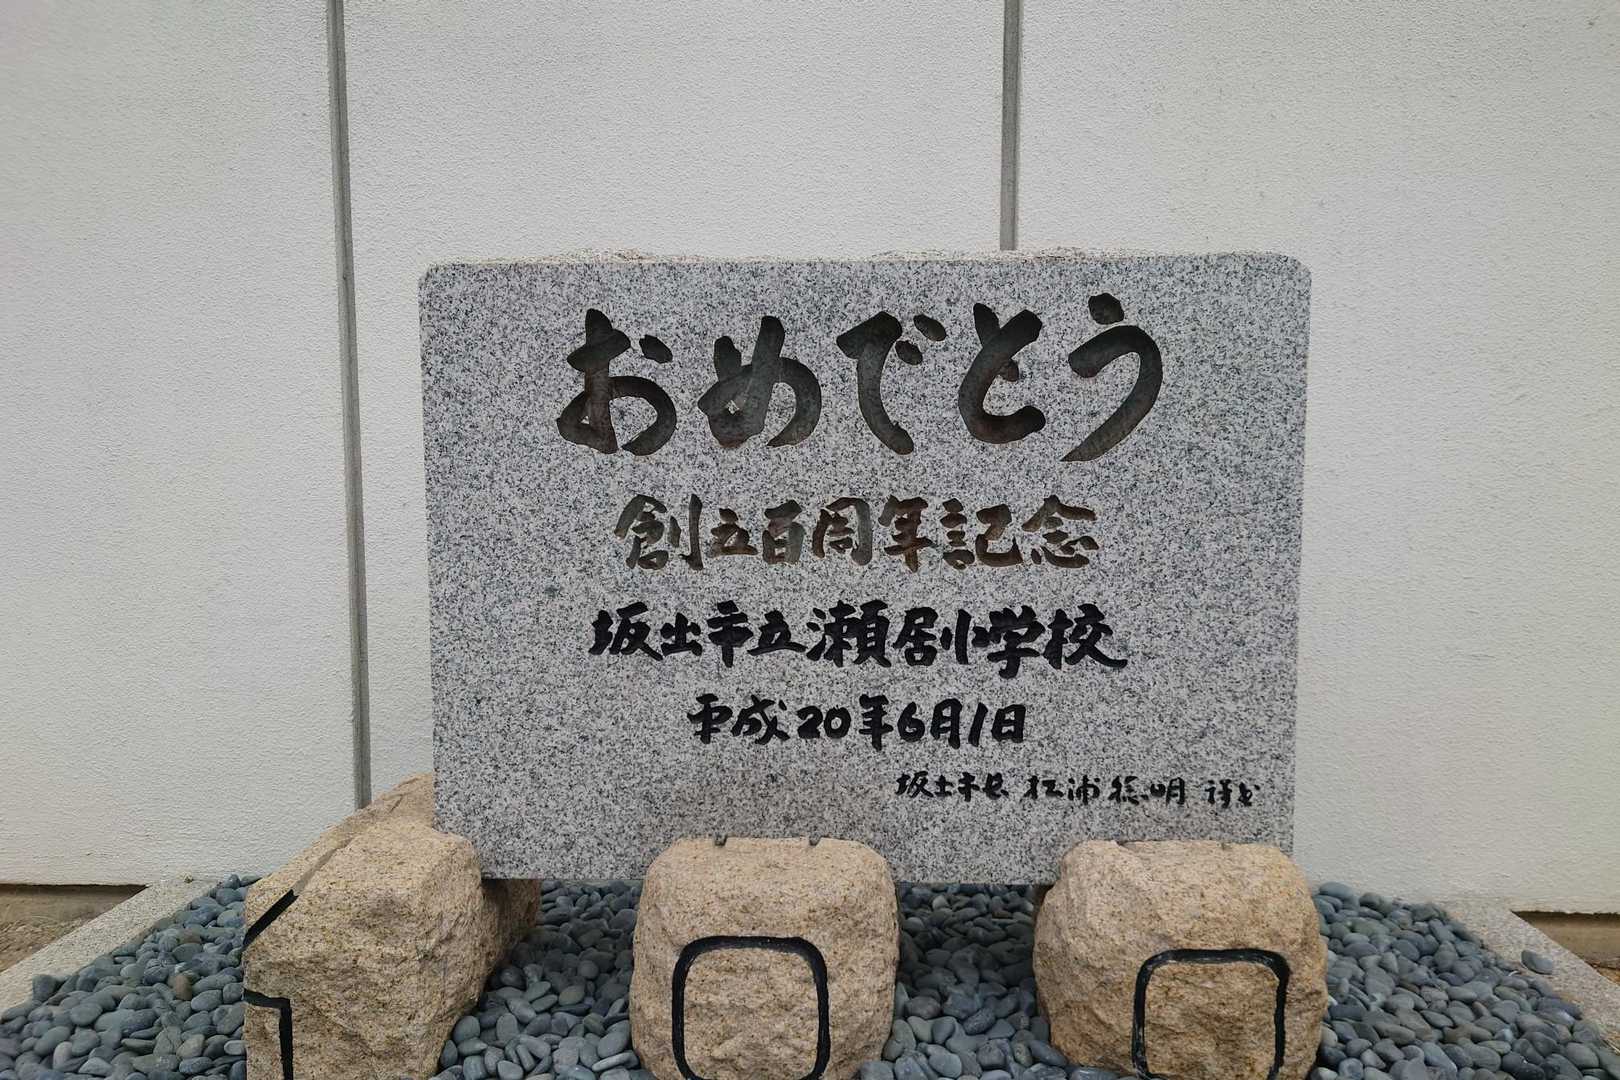 おめでとう
創立百周年記念
坂出市立瀬居小学校
平成20年6月1日
坂出市長 松浦稔明 謹書